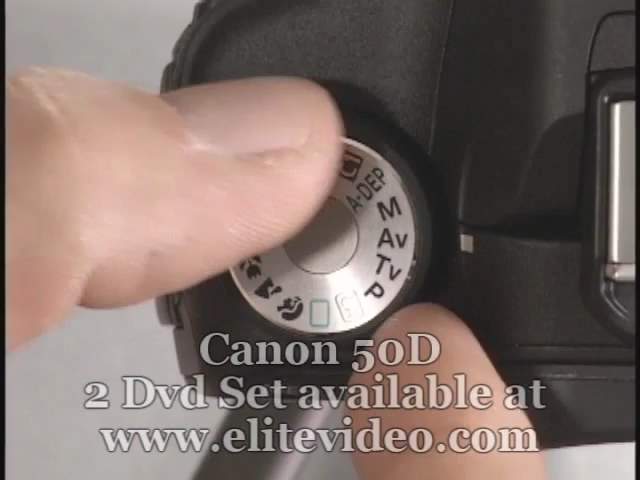 C
A-DEP
M
Av
Tv
P
Canon 50D
2 Dvd Set available at
www.elitevideo.com